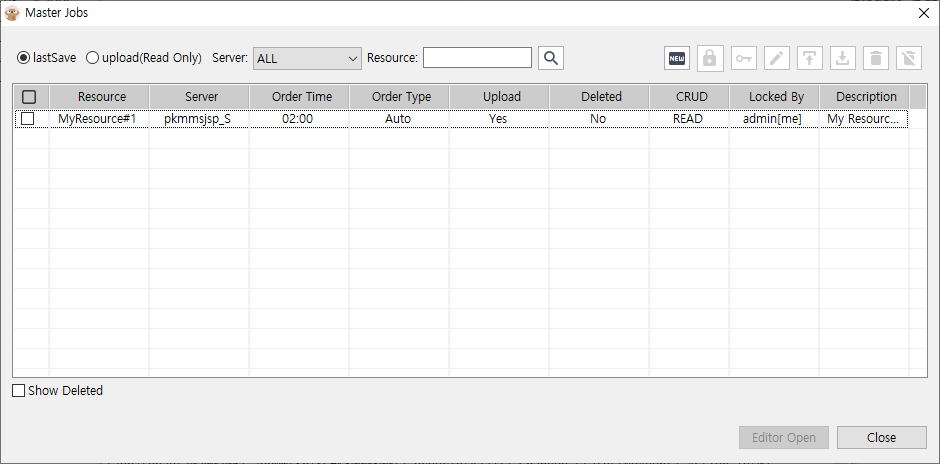 Master Jobs
lastSave upload(Read Only) Server: ALL Resource: NEW
Resource Server Order Time Order Type Upload Deleted CRUD Locked By Description
MyResource#1 pkmmsjsp_S 02:00 Auto Yes No READ admin[me] My Resourc...
Show Deleted
Editor Open Close